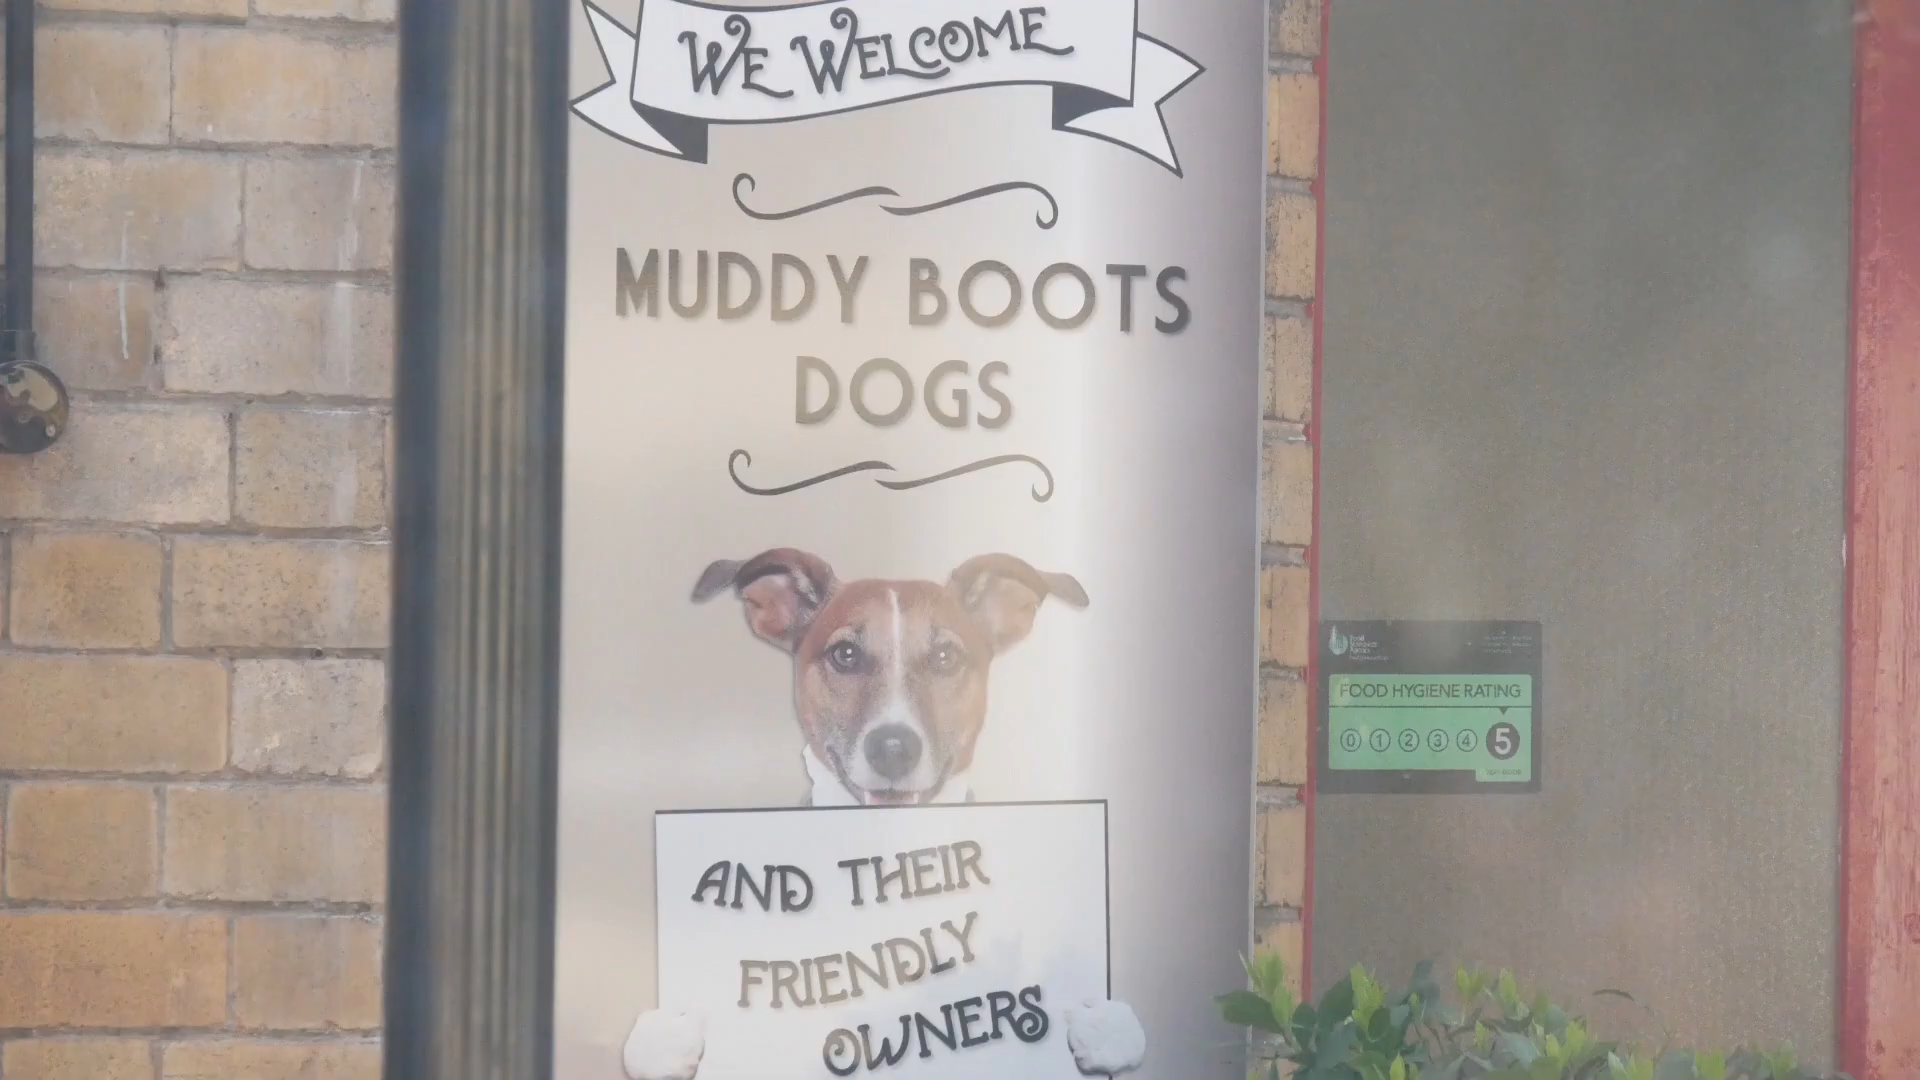 WE WELCOME
MUDDY BOOTS
DOGS
AND THEIR
FRIENDLY
OWNERS
FOOD HYGIENE RATING
0 1 2 3 4 5